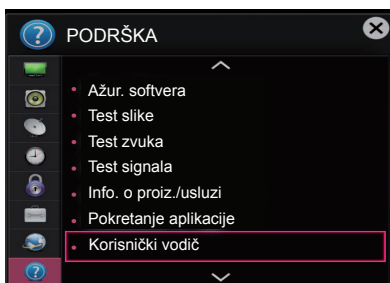 PODRŠKA
Ažur. softvera
Test slike
Test zvuka
Test signala
Info. o proiz./usluzi
Pokretanje aplikacije
Korisnički vodič